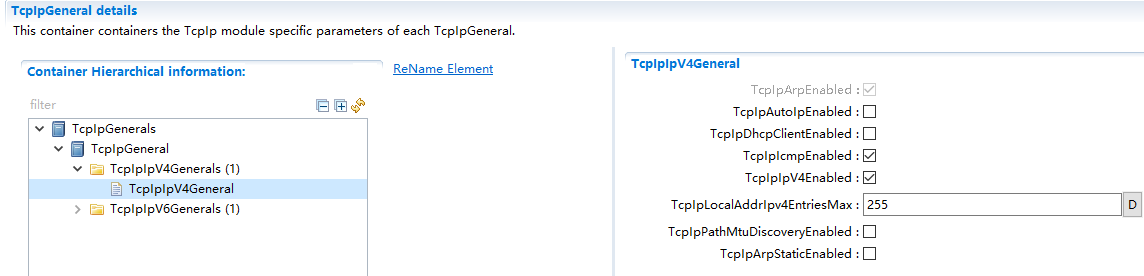 TcpIpGeneral details
This container containers the TcpIp module specific parameters of each TcpIpGeneral.
Container Hierarchical information:
ReName Element
filter
TcpIpGenerals
TcpIpGeneral
TcpIpIpV4Generals (1)
TcpIpIpV4General
TcpIpIpV6Generals (1)
TcpIpIpV4General
TcpIpArpEnabled :
TcpIpAutoIpEnabled :
TcpIpDhcpClientEnabled :
TcpIpIcmpEnabled :
TcpIpIpV4Enabled :
TcpIpLocalAddrIpv4EntriesMax : 255 D
TcpIpPathMtuDiscoveryEnabled :
TcpIpArpStaticEnabled :